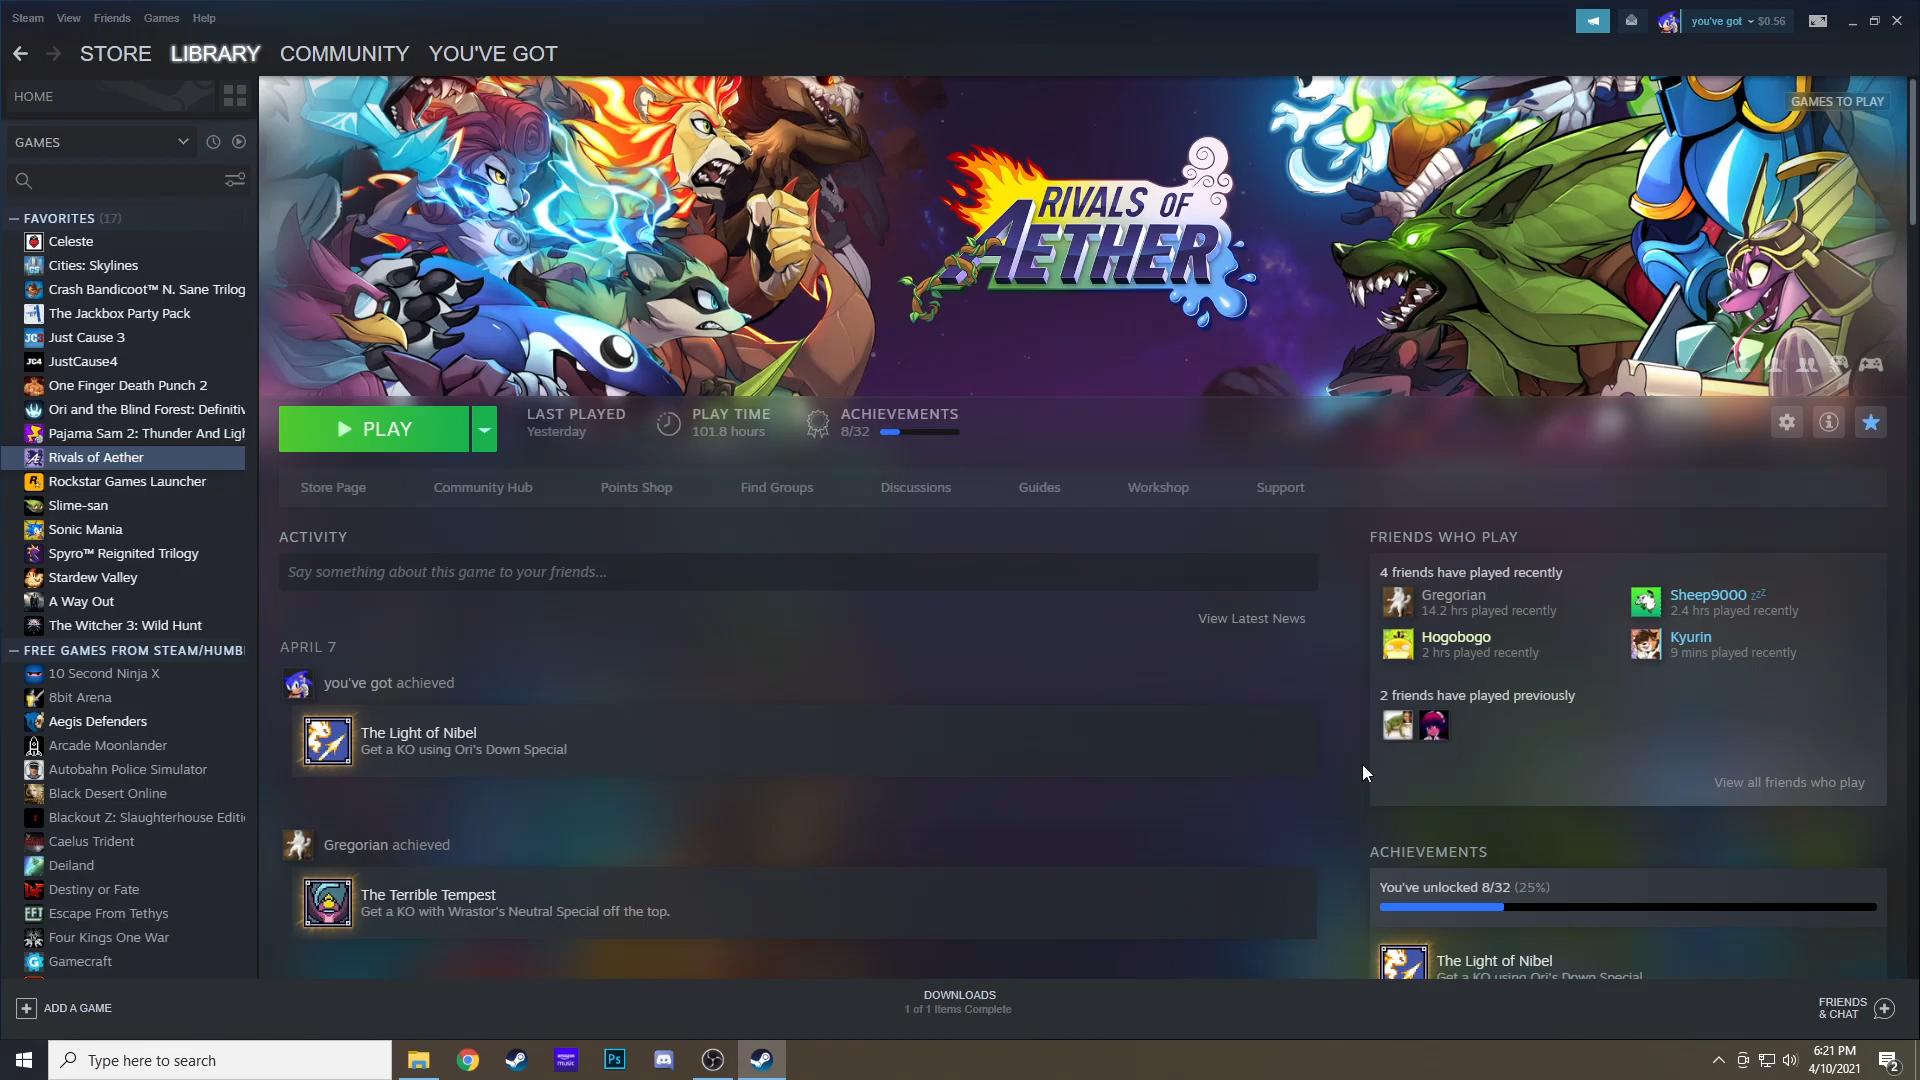 Steam View Friends Games Help
you've got $0.56
STORE LIBRARY COMMUNITY YOU'VE GOT
HOME
GAMES
FAVORITES (17)
Celeste
Cities: Skylines
Crash Bandicoot™ N. Sane Trilog
The Jackbox Party Pack
Just Cause 3
JustCause4
One Finger Death Punch 2
Ori and the Blind Forest: Definitiv
Pajama Sam 2: Thunder And Ligh
Rivals of Aether
Rockstar Games Launcher
Slime-san
Sonic Mania
Spyro™ Reignited Trilogy
Stardew Valley
A Way Out
The Witcher 3: Wild Hunt
FREE GAMES FROM STEAM/HUMB
10 Second Ninja X
8bit Arena
Aegis Defenders
Arcade Moonlander
Autobahn Police Simulator
Black Desert Online
Blackout Z: Slaughterhouse Editi
Caelus Trident
Deiland
Destiny or Fate
Escape From Tethys
Four Kings One War
Gamecraft
GAMES TO PLAY
RIVALS OF
AETHER
PLAY
LAST PLAYED
Yesterday
PLAY TIME
101.8 hours
ACHIEVEMENTS
8/32
Store Page Community Hub Points Shop Find Groups Discussions Guides Workshop Support
ACTIVITY
Say something about this game to your friends...
View Latest News
APRIL 7
you've got achieved
The Light of Nibel
Get a KO using Ori's Down Special
Gregorian achieved
The Terrible Tempest
Get a KO with Wrastor's Neutral Special off the top.
FRIENDS WHO PLAY
4 friends have played recently
Gregorian
14.2 hrs played recently
Sheep9000 zzZ
2.4 hrs played recently
Hogobogo
2 hrs played recently
Kyurin
9 mins played recently
2 friends have played previously
View all friends who play
ACHIEVEMENTS
You've unlocked 8/32 (25%)
The Light of Nibel
Get a KO using Ori's Down Special
ADD A GAME
DOWNLOADS
1 of 1 Items Complete
FRIENDS
& CHAT
Type here to search
amazon
music
Ps
6:21 PM
4/10/2021
2